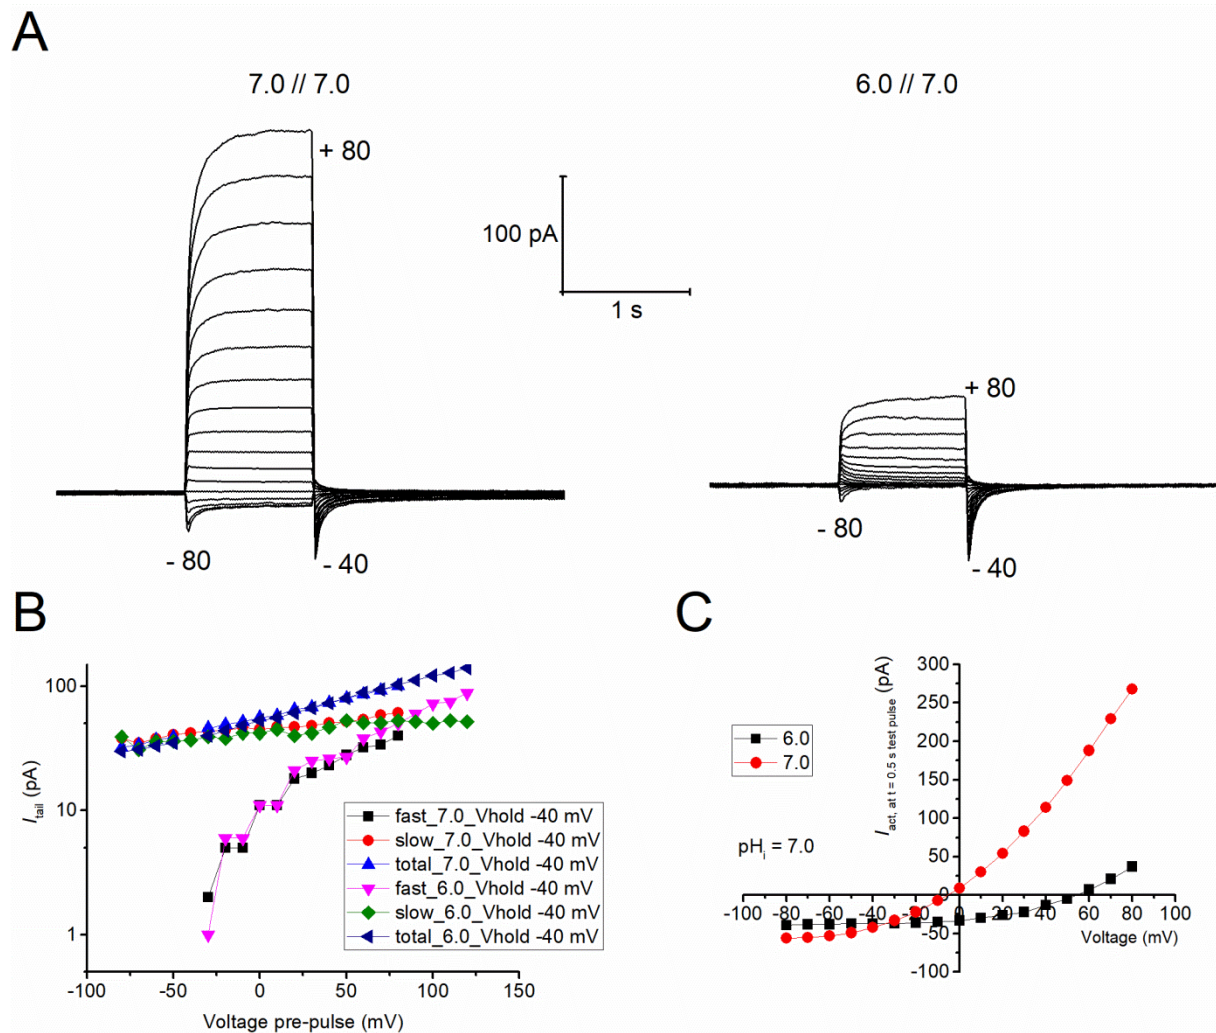 A
7.0 // 7.0
6.0 // 7.0
+ 80
100 pA
1 s
+ 80
- 80
- 40
- 80
- 40
B
I tail (pA)
100
10
1
fast_7.0_Vhold -40 mV
slow_7.0_Vhold -40 mV
total_7.0_Vhold -40 mV
fast_6.0_Vhold -40 mV
slow_6.0_Vhold -40 mV
total_6.0_Vhold -40 mV
-100 -50 0 50 100 150
Voltage pre-pulse (mV)
C
I act, at t = 0.5 s test pulse (pA)
300
250
200
150
100
50
0
-50
-100
6.0
7.0
pHi = 7.0
-100 -80 -60 -40 -20 0 20 40 60 80 100
Voltage (mV)